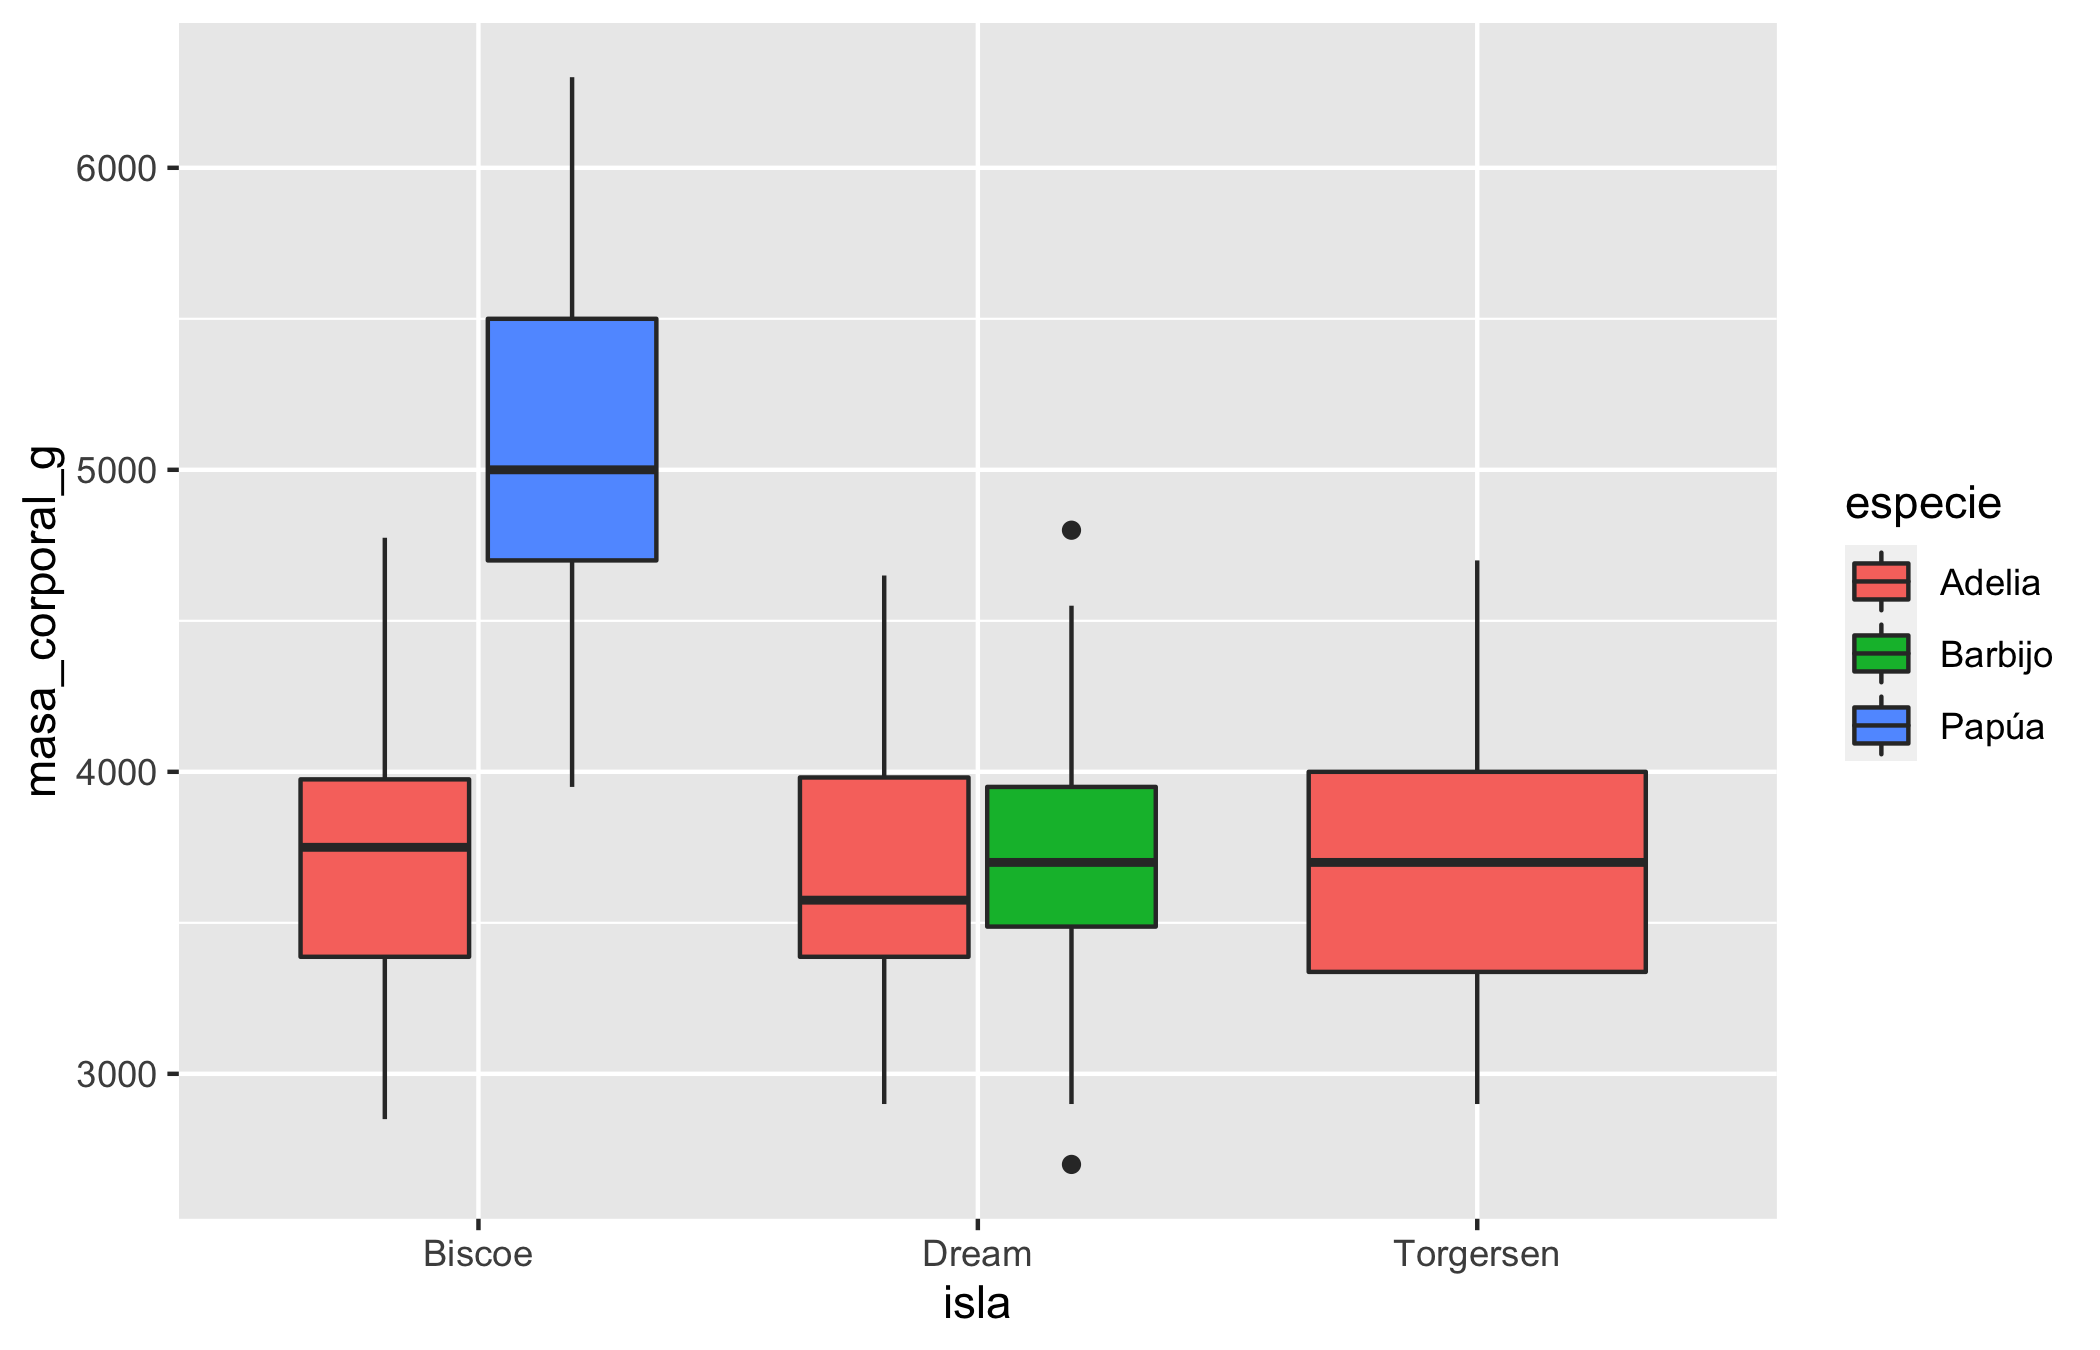 masa_corporal_g
6000
5000
4000
3000
Biscoe
Dream
Torgersen
isla
especie
Adelia
Barbijo
Papúa